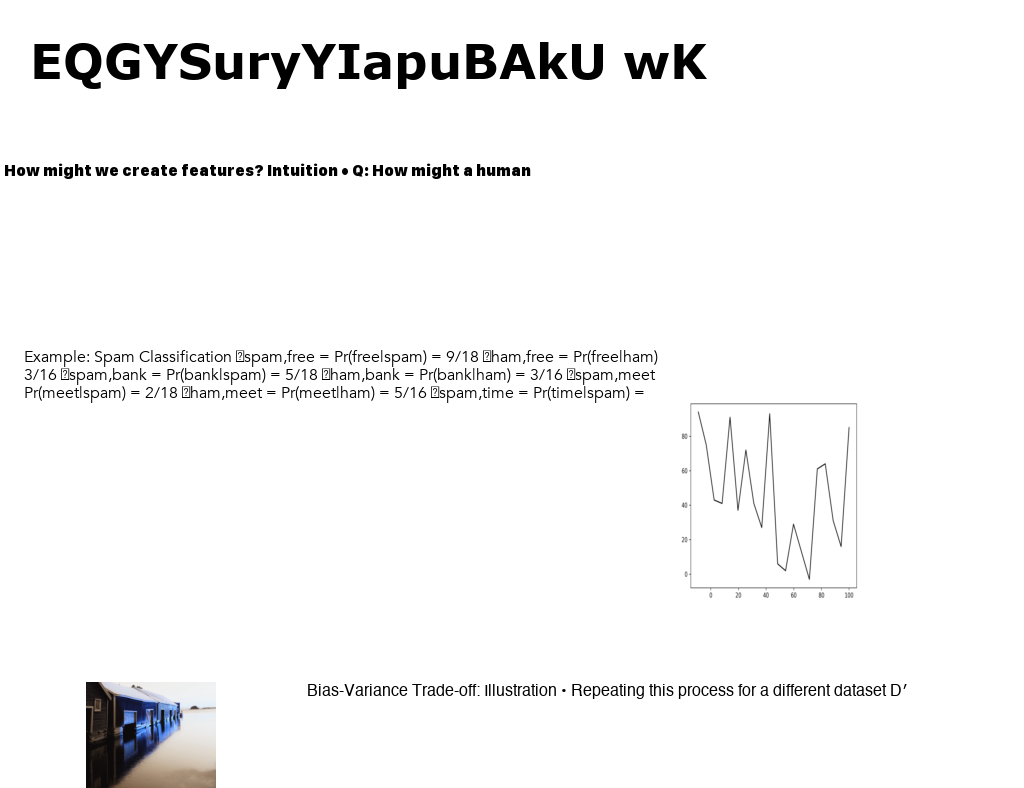 EQGYSuryYIapuBAkU wK
How might we create features? Intuition • Q: How might a human
Example: Spam Classification spam,free = Pr(free|spam) = 9/18 ham,free = Pr(free|ham)
3/16 spam,bank = Pr(bank|spam) = 5/18 ham,bank = Pr(bank|ham) = 3/16 spam,meet
Pr(meet|spam) = 2/18 ham,meet = Pr(meet|ham) = 5/16 spam,time = Pr(time|spam) =
80
60
40
20
0
0 20 40 60 80 100
Bias-Variance Trade-off: Illustration • Repeating this process for a different dataset D′